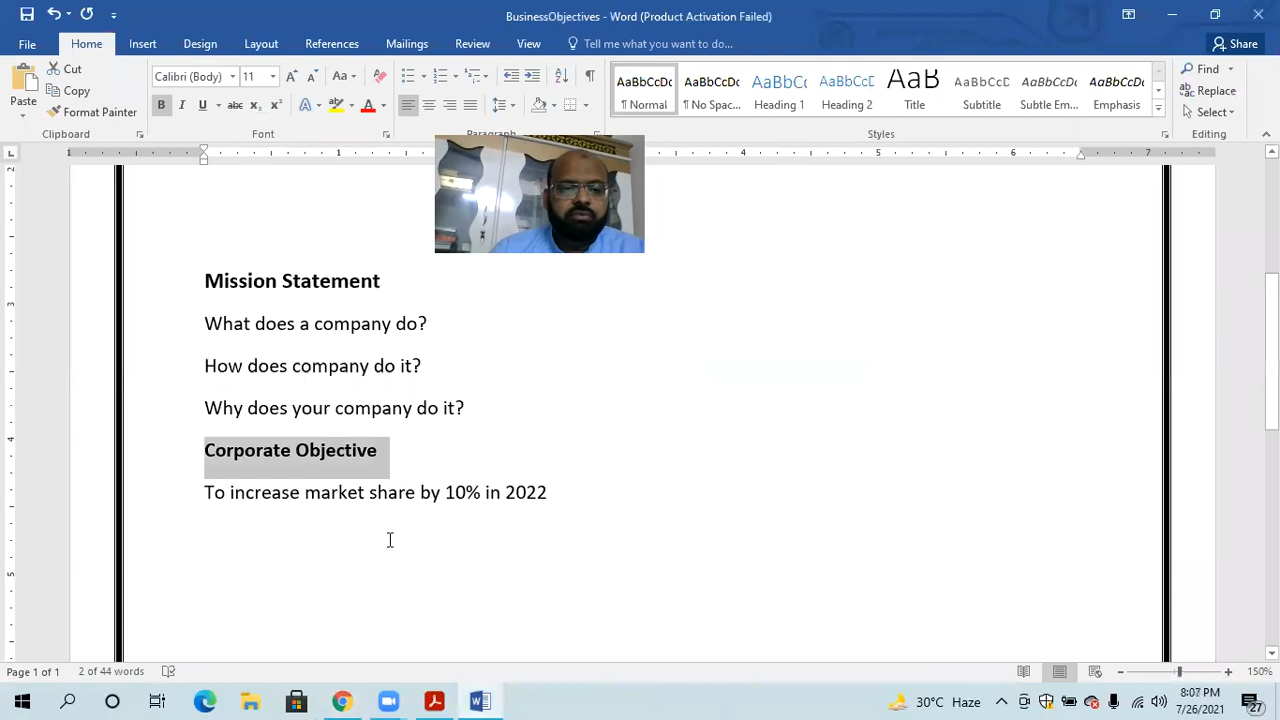 BusinessObjectives - Word (Product Activation Failed)
File Home Insert Design Layout References Mailings Review View Tell me what you want to do... Share
Paste
Cut
Copy
Format Painter
Clipboard
Calibri (Body) 11
Font
Paragraph
AaBbCcDc AaBbCcDc AaBbCc AaBbCcC AaB AaBbCcD AaBbCcDc AaBbCcDc
¶ Normal ¶ No Spac... Heading Heading Title Subtitle Subtle Em Emphasis
Styles
Find
Replace
Select
Editing
Mission Statement
What does a company do?
How does company do it?
Why does your company do it?
Corporate Objective
To increase market share by 10% in 2022
Page 1 of 1 2 of 44 words 150%
30°C Haze
8:07 PM
7/26/2021
27